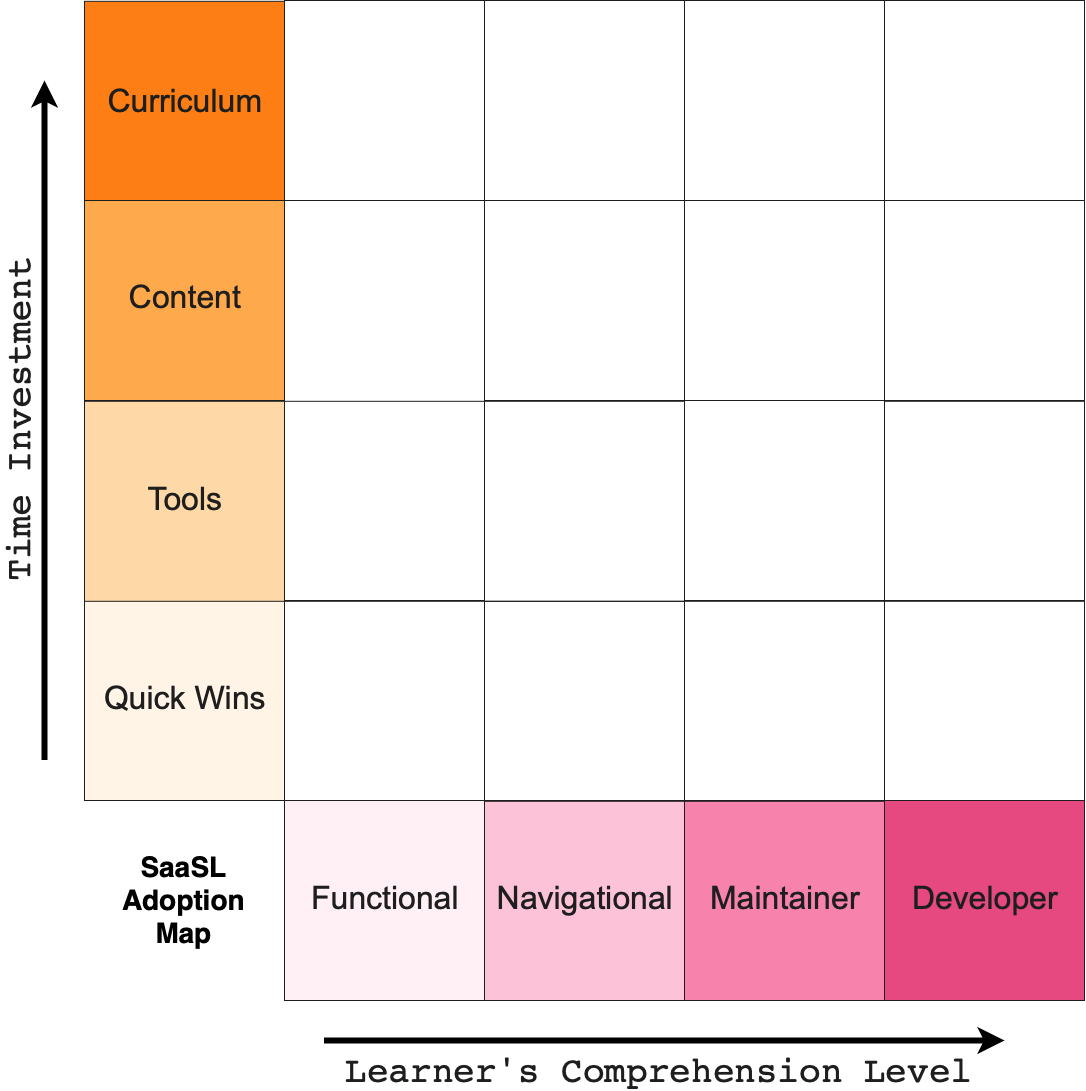 Curriculum
Content
Time Investment
Tools
Quick Wins
SaaSL
Adoption
Map
Functional
Navigational
Maintainer
Developer
Learner's Comprehension Level